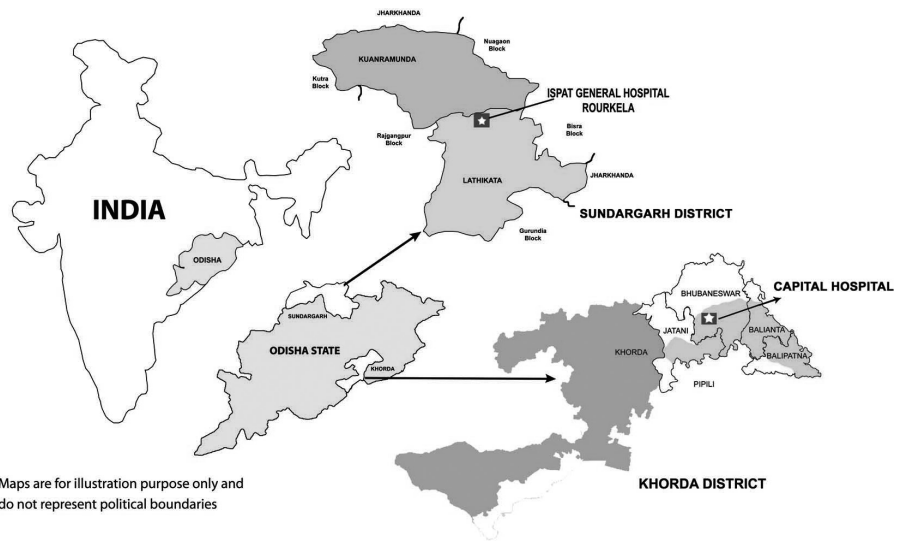 JHARKHANDA
Nuagaon
Block
KUANRAMUNDA
Kutra
Block
ISPAT GENERAL HOSPITAL
ROURKELA
Bisra
Block
Rajgangpur
Block
JHARKHANDA
LATHIKATA
SUNDARGARH DISTRICT
Gurundia
Block
INDIA
ODISHA
SUNDARGARH
ODISHA STATE
KHORDA
BHUBANESWAR
CAPITAL HOSPITAL
JATANI
BALIANTA
KHORDA
BALIPATNA
PIPILI
KHORDA DISTRICT
Maps are for illustration purpose only and
do not represent political boundaries